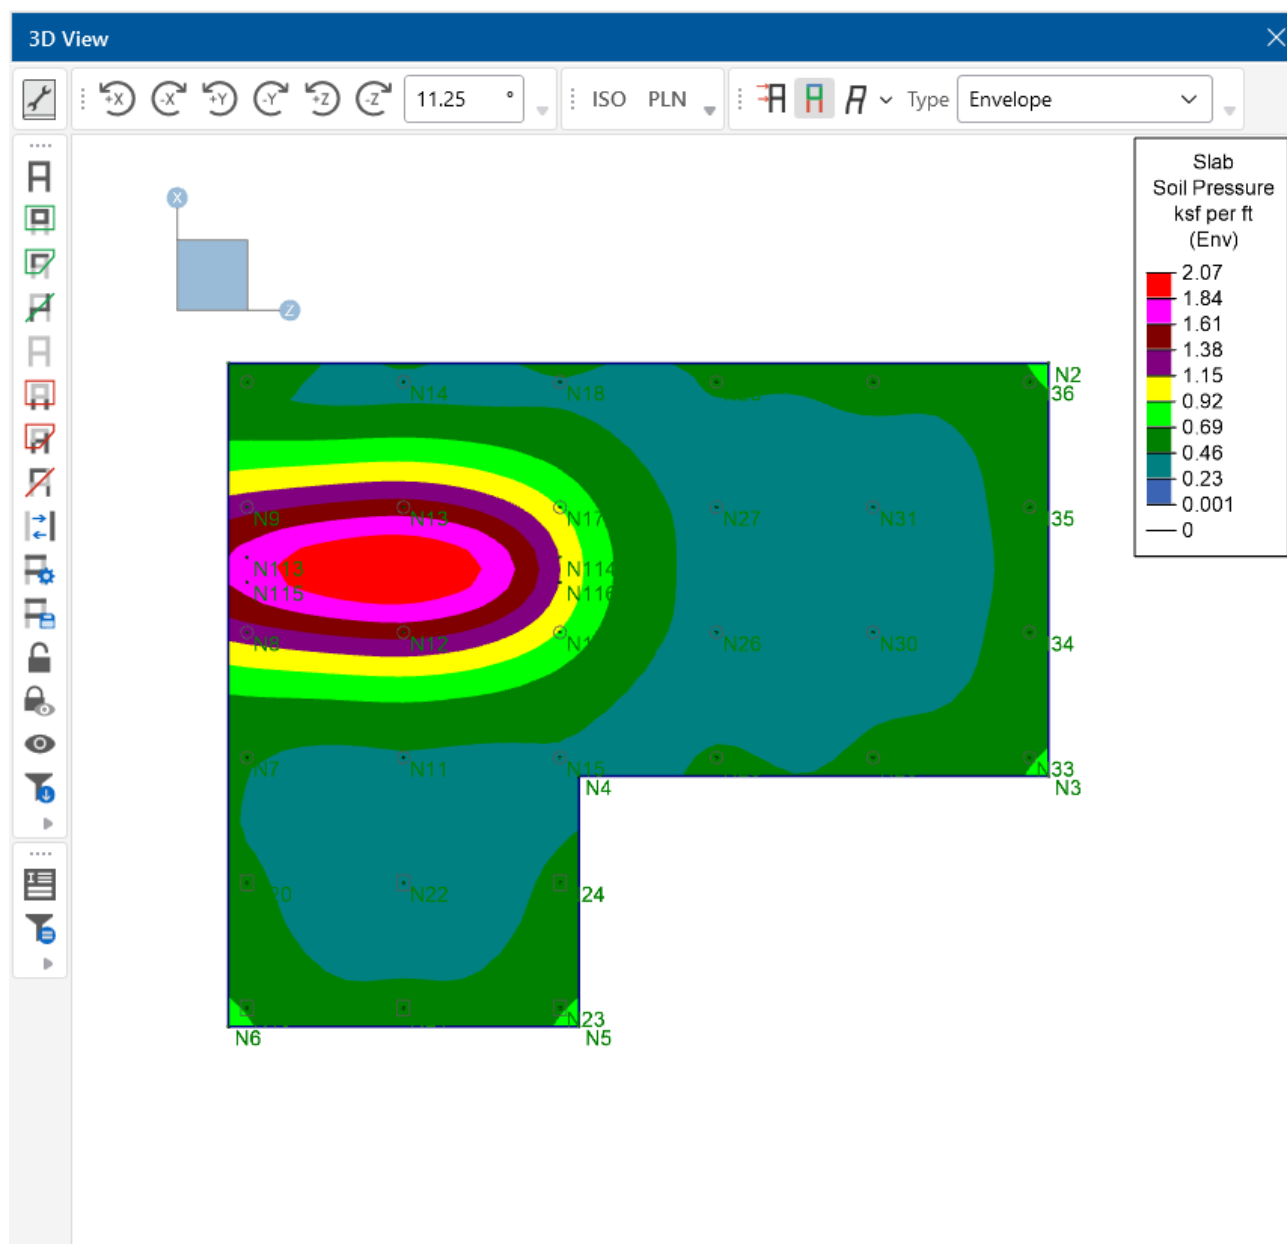 3D View
+X -X +Y -Y +Z -Z 11.25 ° ISO PLN Type Envelope
Slab
Soil Pressure
ksf per ft
(Env)
2.07
1.84
1.61
1.38
1.15
0.92
0.69
0.46
0.23
0.001
0
X
Z
N2
N14 N18 36
N9 N13 N17 N27 N31 35
N113 N114
N115 N116
N8 N12 N26 N30 34
N7 N11 N15 N33
N4 N3
N22 24
N23
N6 N5